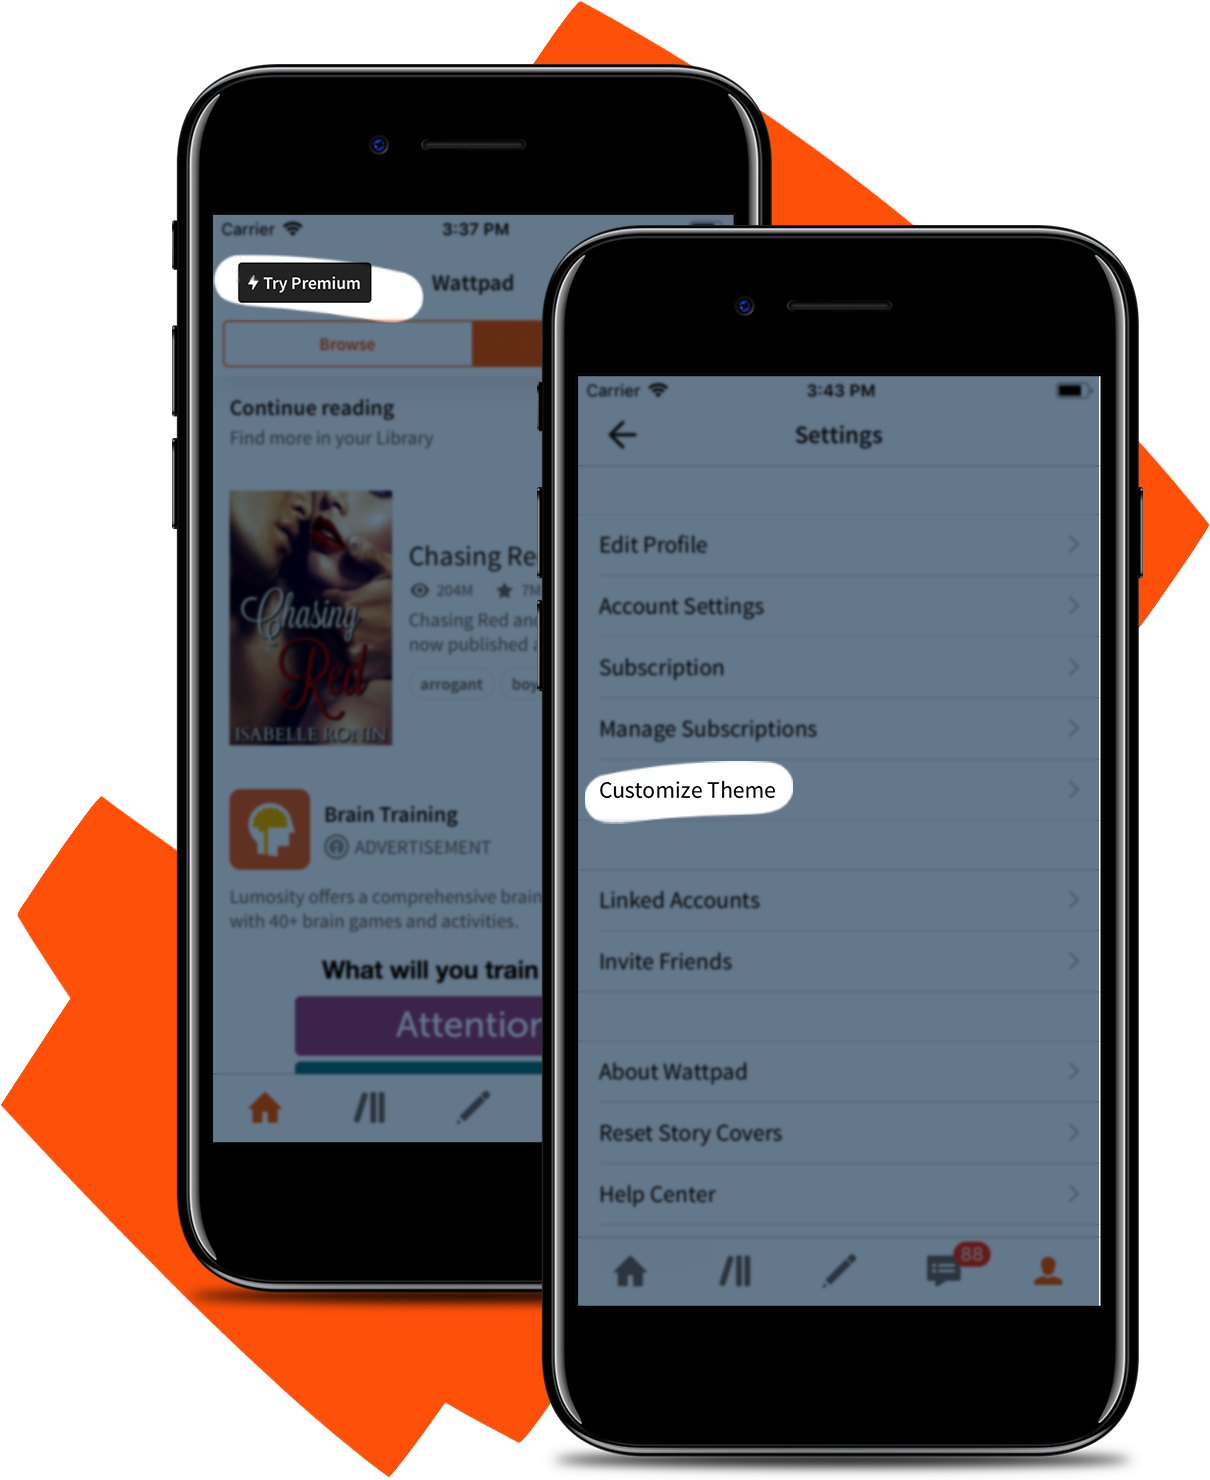 Carrier
3:37 PM
Try Premium
Wattpad
Browse
Continue reading
Find more in your Library
Chasing
Red
ISABELLE RONIN
Chasing Re
204M
7M
Chasing Red and
now published
arrogant
boy
Brain Training
ADVERTISEMENT
Lumosity offers a comprehensive brain
with 40+ brain games and activities.
What will you train
Attention
Carrier
3:43 PM
Settings
Edit Profile
Account Settings
Subscription
Manage Subscriptions
Customize Theme
Linked Accounts
Invite Friends
About Wattpad
Reset Story Covers
Help Center
88